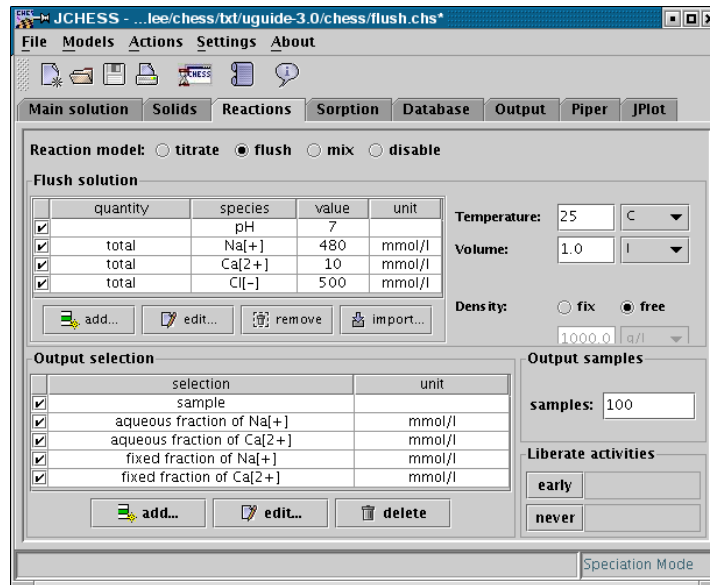 JCHESS - ...lee/chess/txt/uguide-3.0/chess/flush.chs*
File Models Actions Settings About
CHESS
Main solution Solids Reactions Sorption Database Output Piper JPlot
Reaction model: titrate flush mix disable
Flush solution
quantity species value unit
pH 7
total Na[+] 480 mmol/l
total Ca[2+] 10 mmol/l
total Cl[-] 500 mmol/l
add... edit... remove import...
Temperature: 25 C
Volume: 1.0 l
Density: fix free
1000.0 g/l
Output selection
selection unit
sample
aqueous fraction of Na[+] mmol/l
aqueous fraction of Ca[2+] mmol/l
fixed fraction of Na[+] mmol/l
fixed fraction of Ca[2+] mmol/l
add... edit... delete
Output samples
samples: 100
Liberate activities
early
never
Speciation Mode